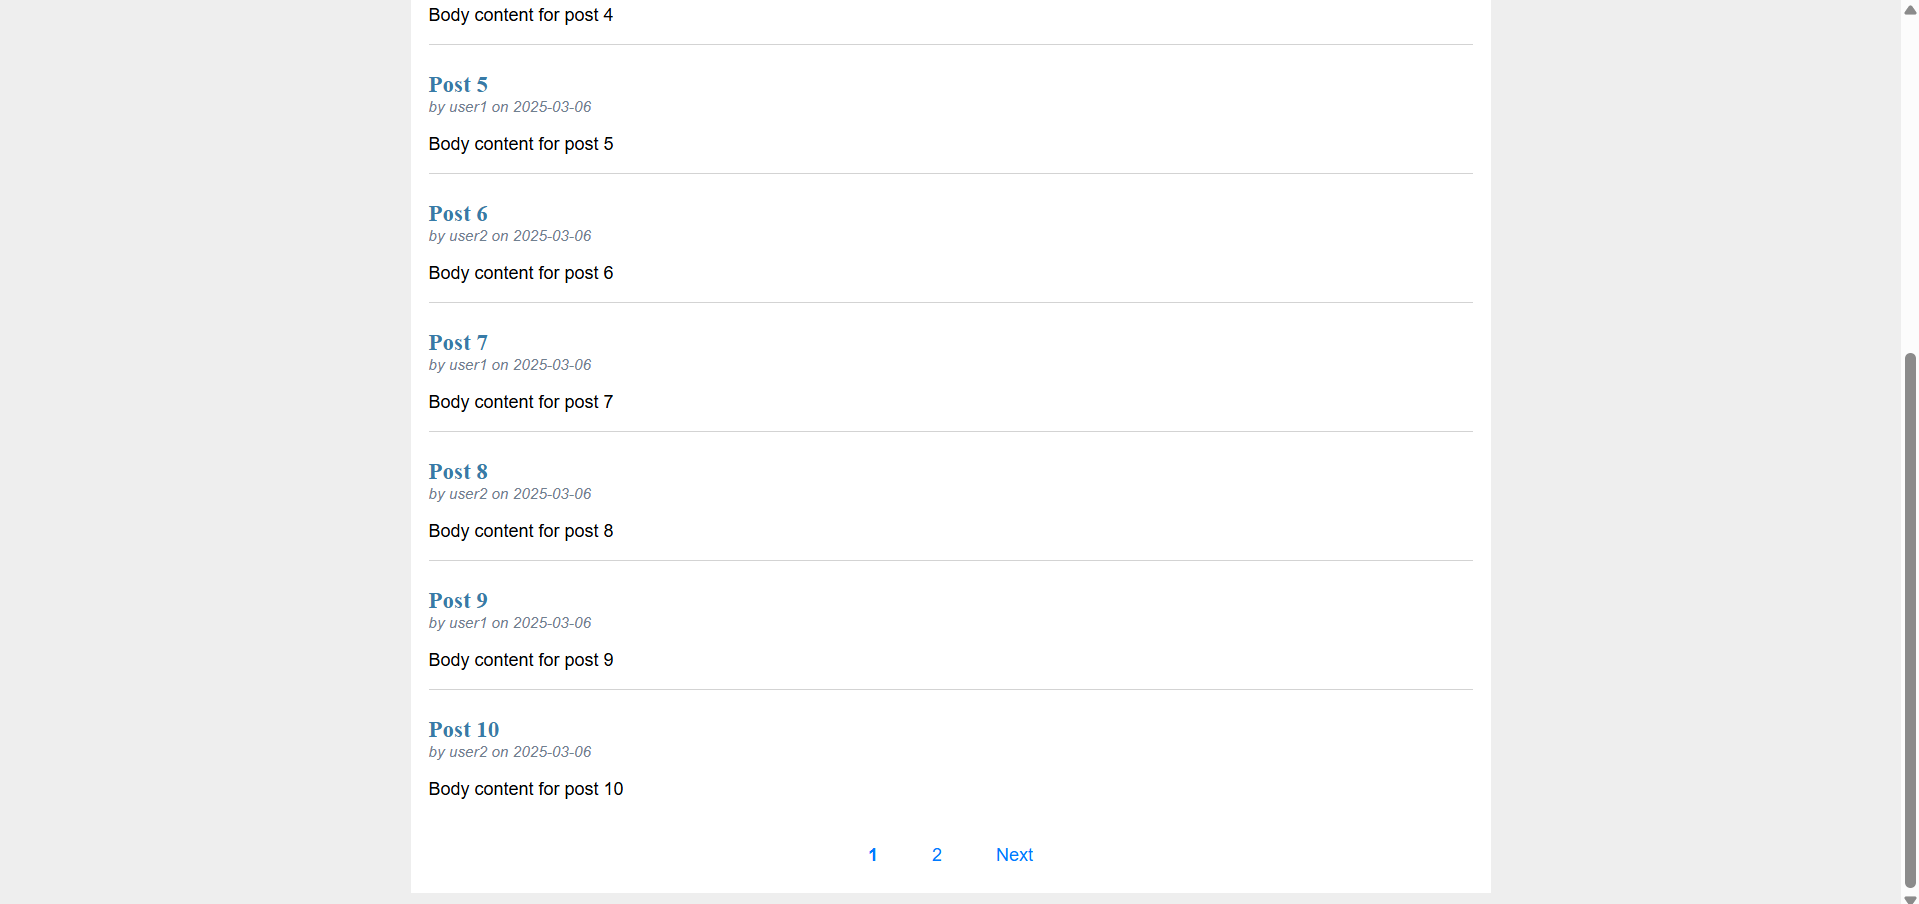 Body content for post 4
Post 5
by user1 on 2025-03-06
Body content for post 5
Post 6
by user2 on 2025-03-06
Body content for post 6
Post 7
by user1 on 2025-03-06
Body content for post 7
Post 8
by user2 on 2025-03-06
Body content for post 8
Post 9
by user1 on 2025-03-06
Body content for post 9
Post 10
by user2 on 2025-03-06
Body content for post 10
1 2 Next